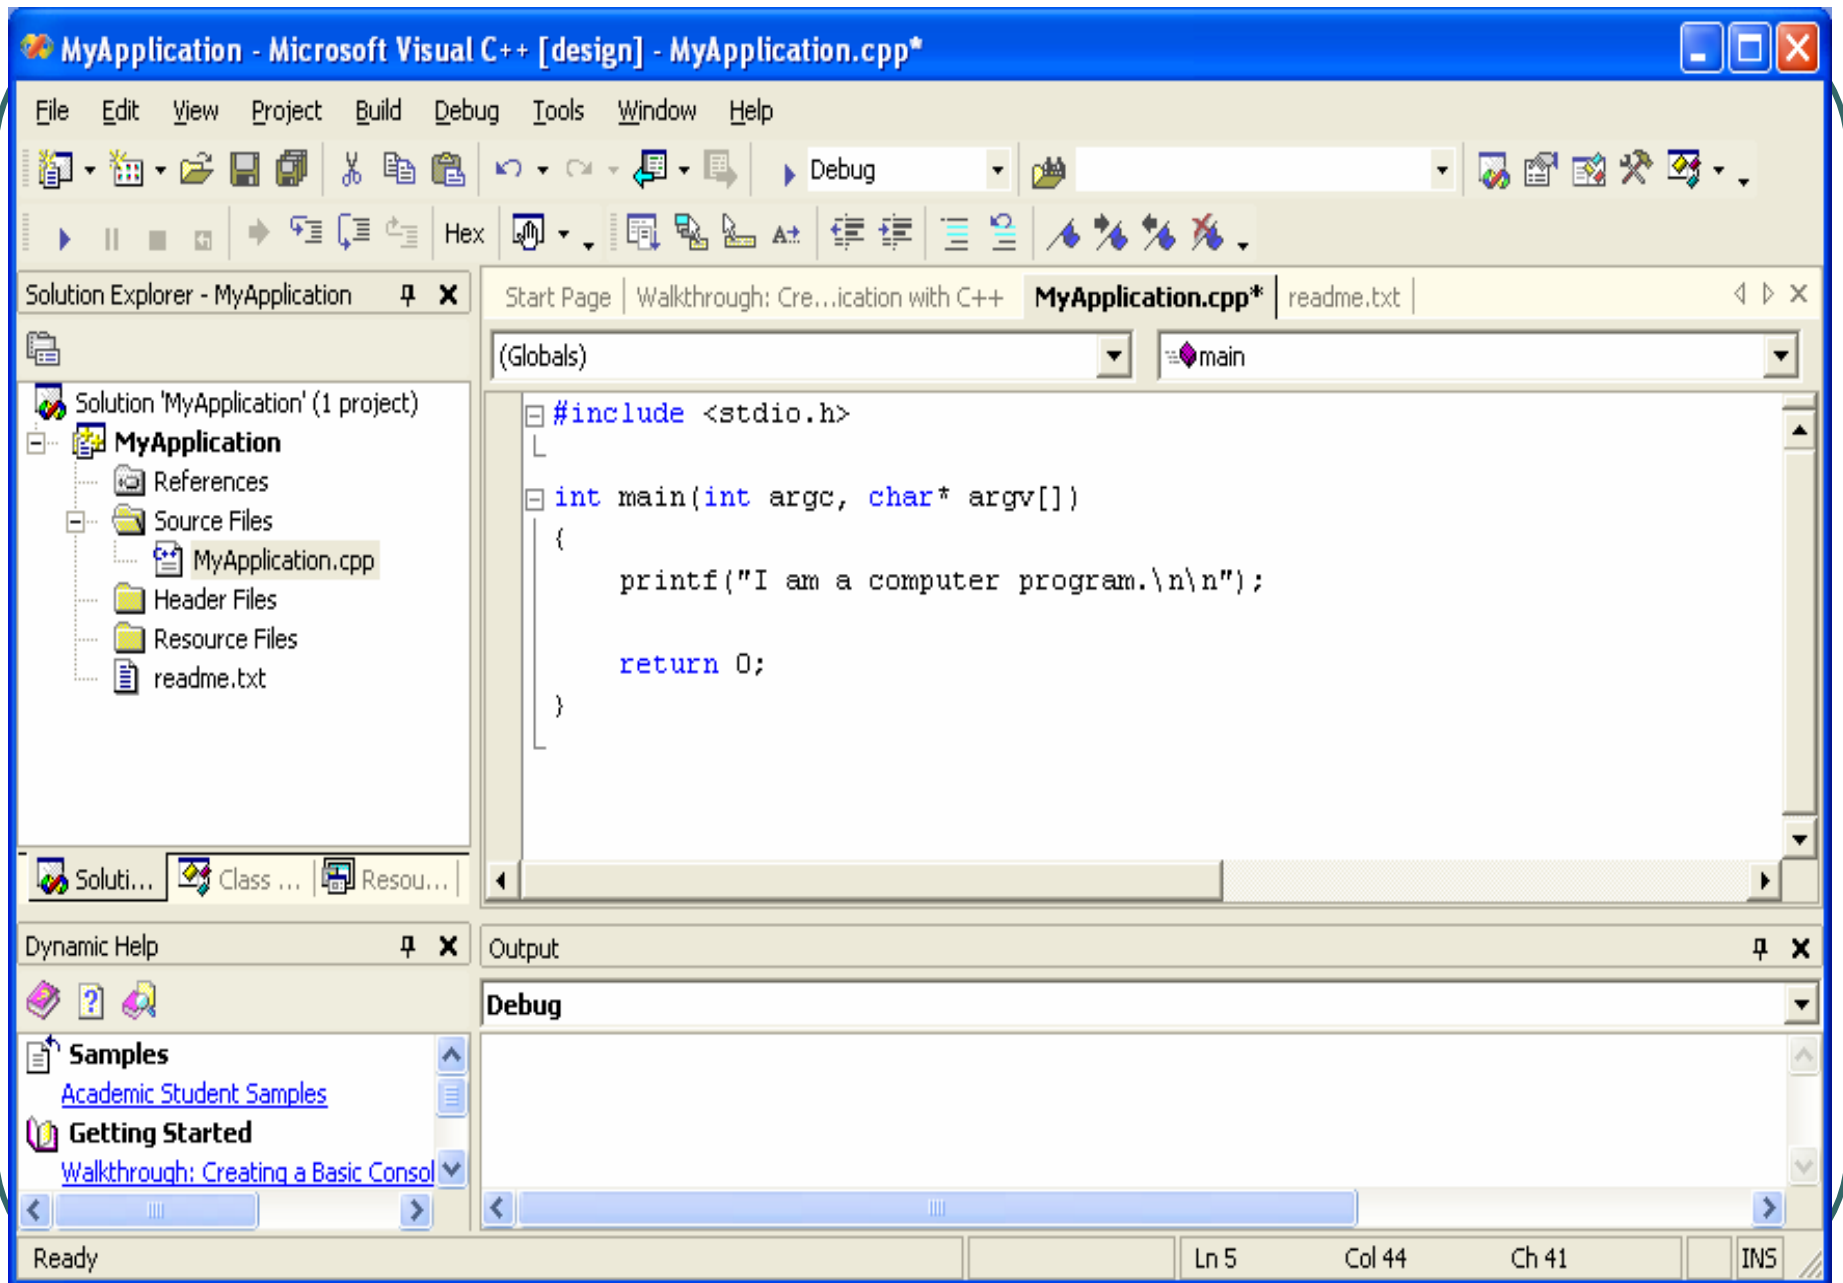 MyApplication - Microsoft Visual C++ [design] - MyApplication.cpp*
File Edit View Project Build Debug Tools Window Help
Debug
Hex
Solution Explorer - MyApplication
Start Page Walkthrough: Cre...ication with C++ MyApplication.cpp* readme.txt
(Globals) main
Solution 'MyApplication' (1 project)
MyApplication
References
Source Files
MyApplication.cpp
Header Files
Resource Files
readme.txt
Soluti... Class ... Resou...
#include <stdio.h>
int main(int argc, char* argv[])
{
printf("I am a computer program.\n\n");
return 0;
}
Dynamic Help
Samples
Academic Student Samples
Getting Started
Walkthrough: Creating a Basic Consol
Output
Debug
Ready Ln 5 Col 44 Ch 41 INS